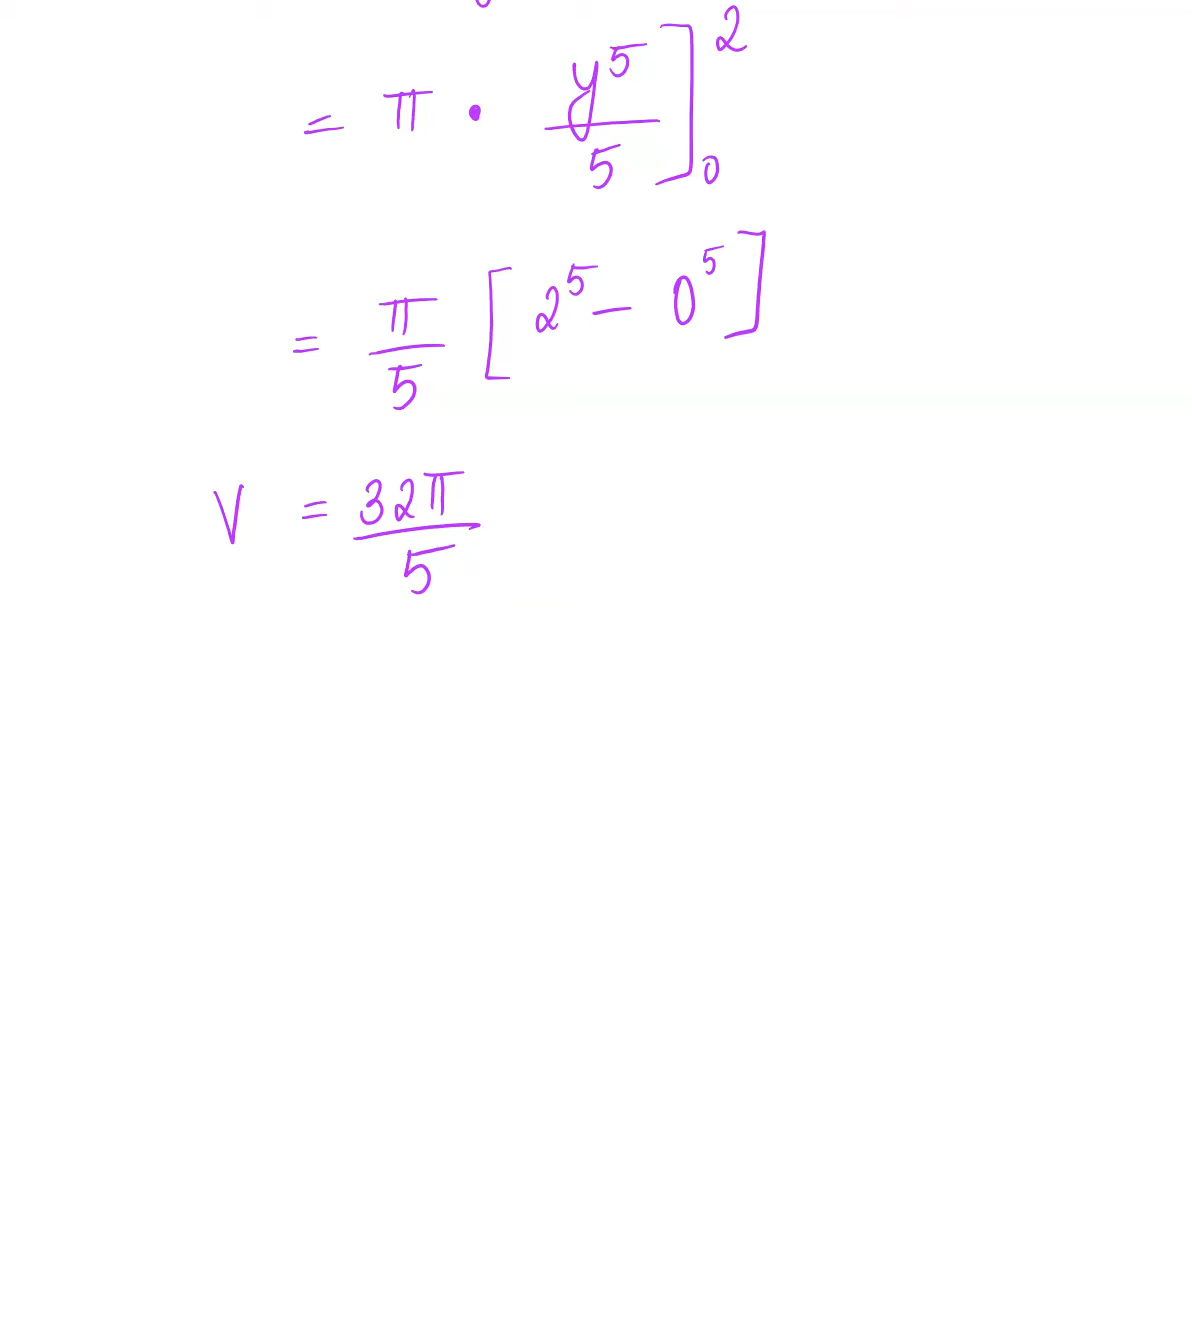 = π · y⁵/5 ]₀²
= π/5 [ 2⁵ − 0⁵ ]
V = 32π/5